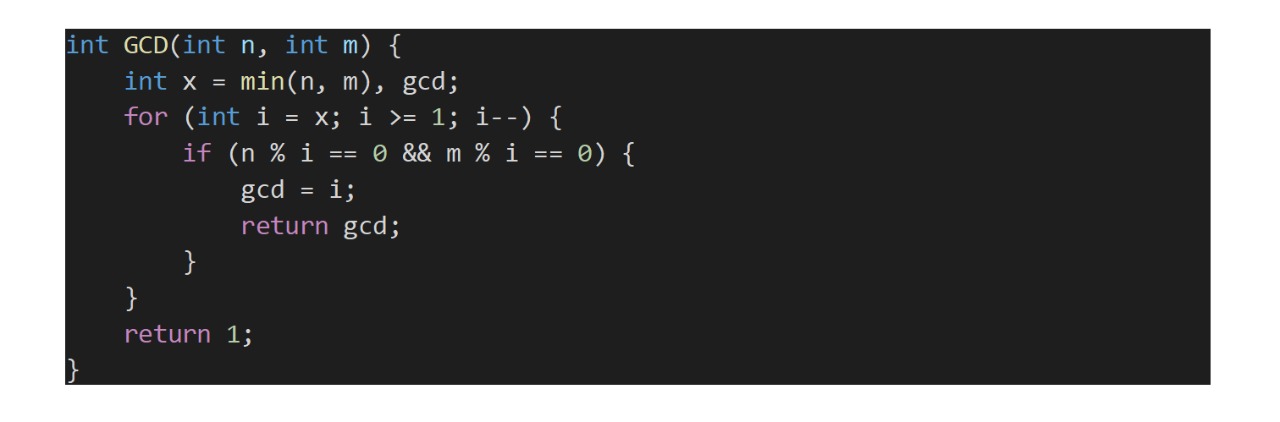 int GCD(int n, int m) {
    int x = min(n, m), gcd;
    for (int i = x; i >= 1; i--) {
        if (n % i == 0 && m % i == 0) {
            gcd = i;
            return gcd;
        }
    }
    return 1;
}